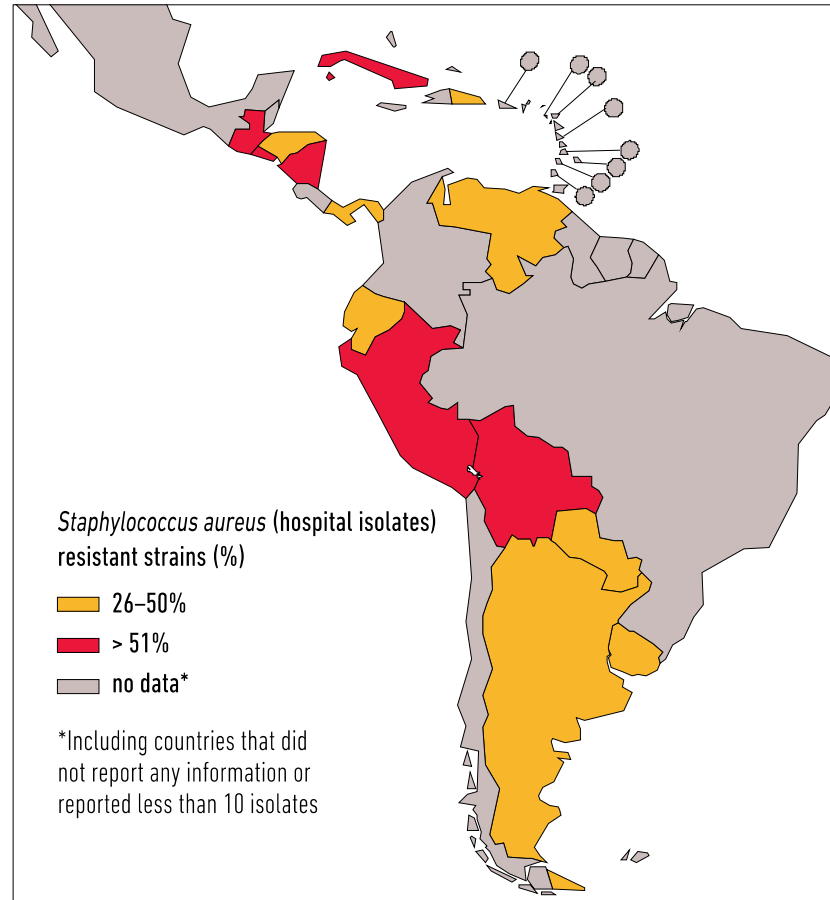 Staphylococcus aureus (hospital isolates)
resistant strains (%)
26–50%
> 51%
no data*
*Including countries that did
not report any information or
reported less than 10 isolates